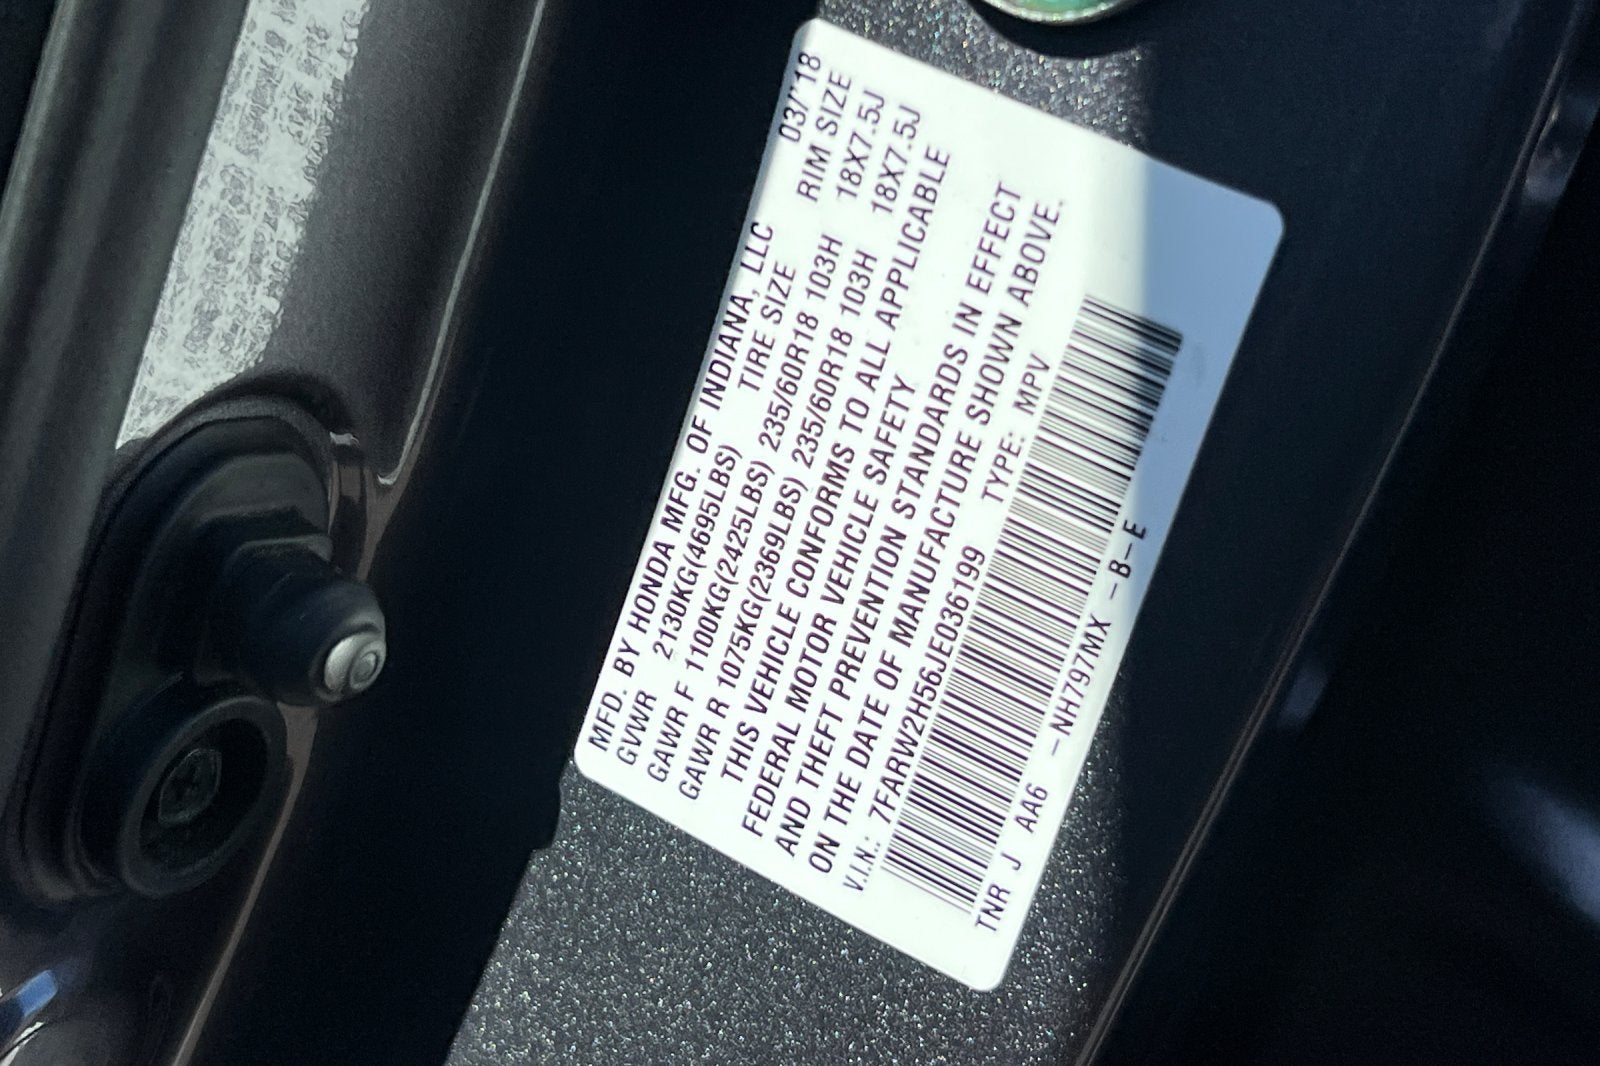 MFD. BY HONDA MFG. OF INDIANA, LLC 03/'18
GVWR 2130KG(4695LBS) TIRE SIZE RIM SIZE
GAWR F 1100KG(2425LBS) 235/60R18 103H 18X7.5J
GAWR R 1075KG(2369LBS) 235/60R18 103H 18X7.5J
THIS VEHICLE CONFORMS TO ALL APPLICABLE
FEDERAL MOTOR VEHICLE SAFETY
AND THEFT PREVENTION STANDARDS IN EFFECT
ON THE DATE OF MANUFACTURE SHOWN ABOVE.
V.I.N.: 7FARW2H56JE036199 TYPE: MPV
TNR J AA6 -NH797MX -B-E